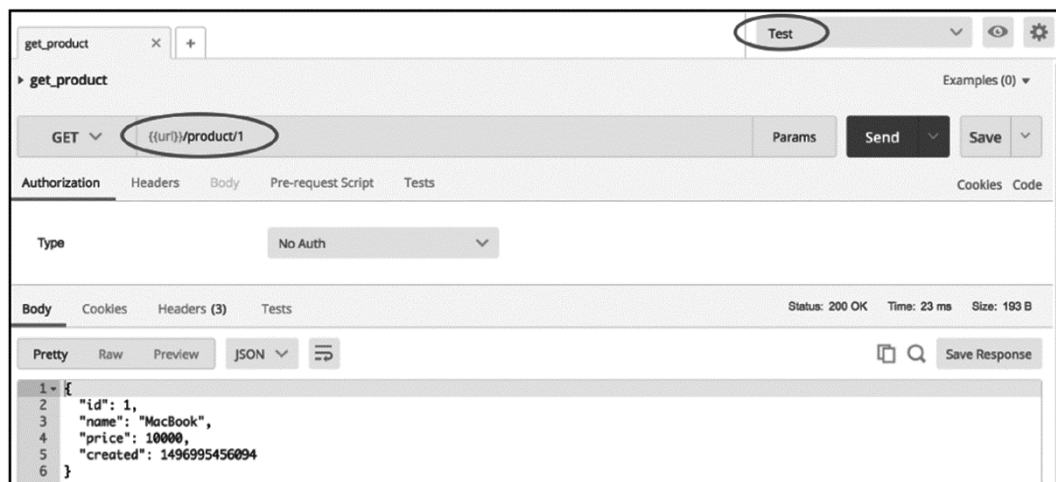 get_product × + Test
get_product Examples (0)
GET {{url}}/product/1 Params Send Save
Authorization Headers Body Pre-request Script Tests Cookies Code
Type No Auth
Body Cookies Headers (3) Tests Status: 200 OK Time: 23 ms Size: 193 B
Pretty Raw Preview JSON Save Response
1 {
2 "id": 1,
3 "name": "MacBook",
4 "price": 10000,
5 "created": 1496995456094
6 }